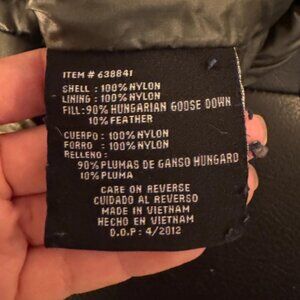 ITEM # 638841
SHELL : 100% NYLON
LINING : 100% NYLON
FILL: 90% HUNGARIAN GOOSE DOWN
10% FEATHER
CUERPO : 100% NYLON
FORRO : 100% NYLON
RELLENO :
90% PLUMAS DE GANSO HUNGARO
10% PLUMA
CARE ON REVERSE
CUIDADO AL REVERSO
MADE IN VIETNAM
HECHO EN VIETNAM
D.O.P : 4/2012